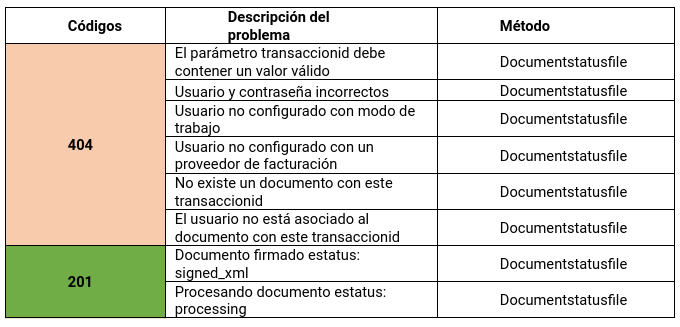 Códigos
Descripción del
problema
Método
404
El parámetro transaccionid debe
contener un valor válido
Documentstatusfile
Usuario y contraseña incorrectos
Documentstatusfile
Usuario no configurado con modo de
trabajo
Documentstatusfile
Usuario no configurado con un
proveedor de facturación
Documentstatusfile
No existe un documento con este
transaccionid
Documentstatusfile
El usuario no está asociado al
documento con este transaccionid
Documentstatusfile
201
Documento firmado estatus:
signed_xml
Documentstatusfile
Procesando documento estatus:
processing
Documentstatusfile